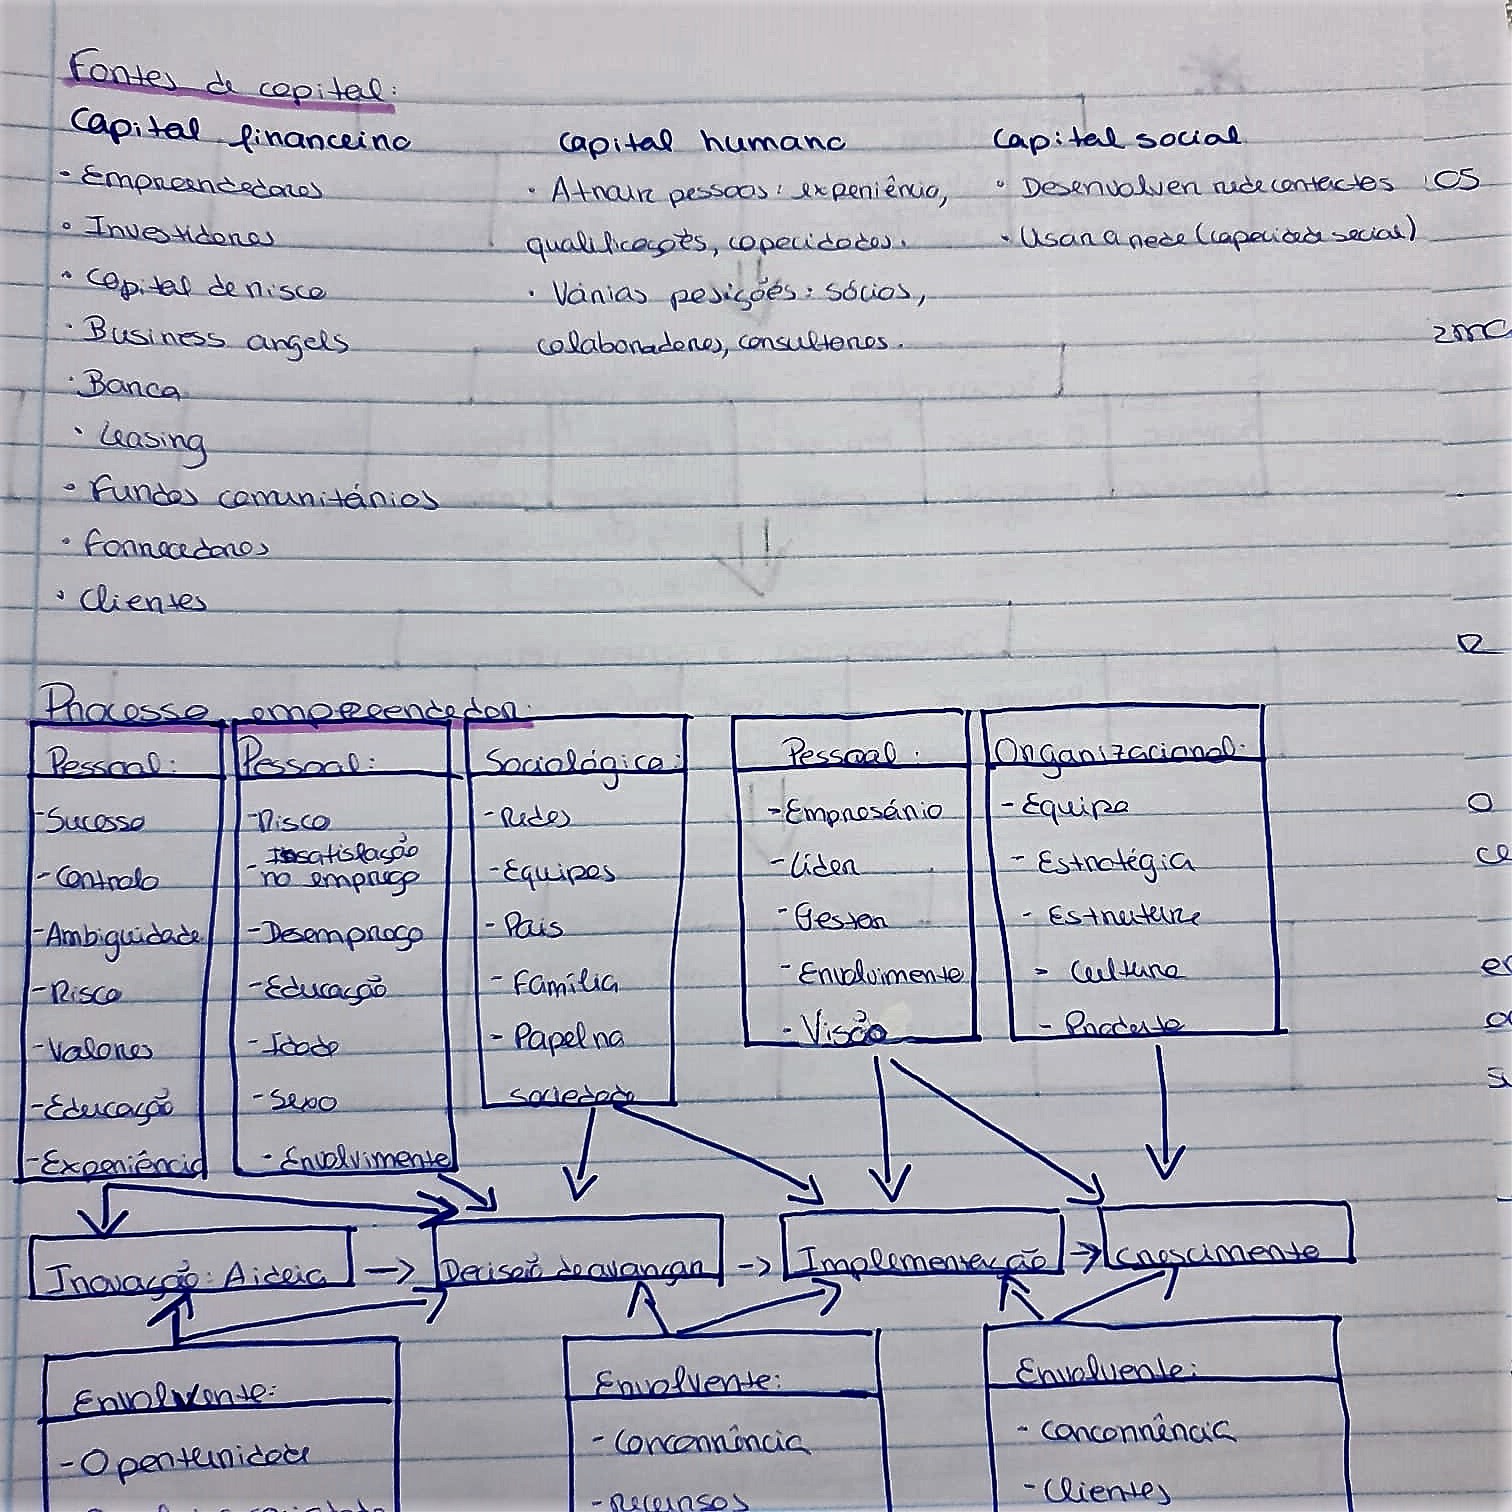 Fontes de capital:
Capital financeiro
- Empreendedores
• Investidores
• Capital de risco
· Business angels
· Banca
· Leasing
• Fundos comunitários
• Fornecedores
• Clientes
Capital humano
• Atrair pessoas: experiência,
qualificações, capacidades.
• Várias posições: sócios,
colaboradores, consultores.
Capital social
• Desenvolver rede contactos
• Usar a rede (capacidade social)
Processo empreendedor:
Pessoal:
- Sucesso
- Controlo
- Ambiguidade
- Risco
- Valores
- Educação
- Experiência
Pessoal:
- Risco
- Insatisfação
no emprego
- Desemprego
- Educação
- Idade
- Sexo
- Envolvimento
Sociológico:
- Redes
- Equipas
- Pais
- Família
- Papel na
sociedade
Pessoal:
- Empresário
- Líder
- Gestor
- Envolvimento
- Visão
Organizacional:
- Equipa
- Estratégia
- Estrutura
- Cultura
- Produto
Inovação: A ideia -> Decisão de avançar -> Implementação -> Crescimento
Envolvente:
- Oportunidade
Envolvente:
- Concorrência
- Recursos
Envolvente:
- Concorrência
- Clientes